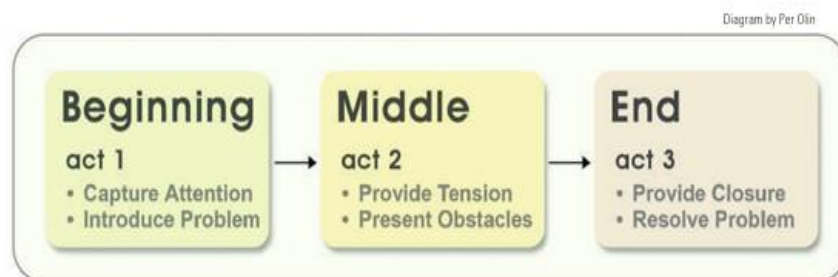 Diagram by Per Olin
Beginning
act 1
• Capture Attention
• Introduce Problem
Middle
act 2
• Provide Tension
• Present Obstacles
End
act 3
• Provide Closure
• Resolve Problem